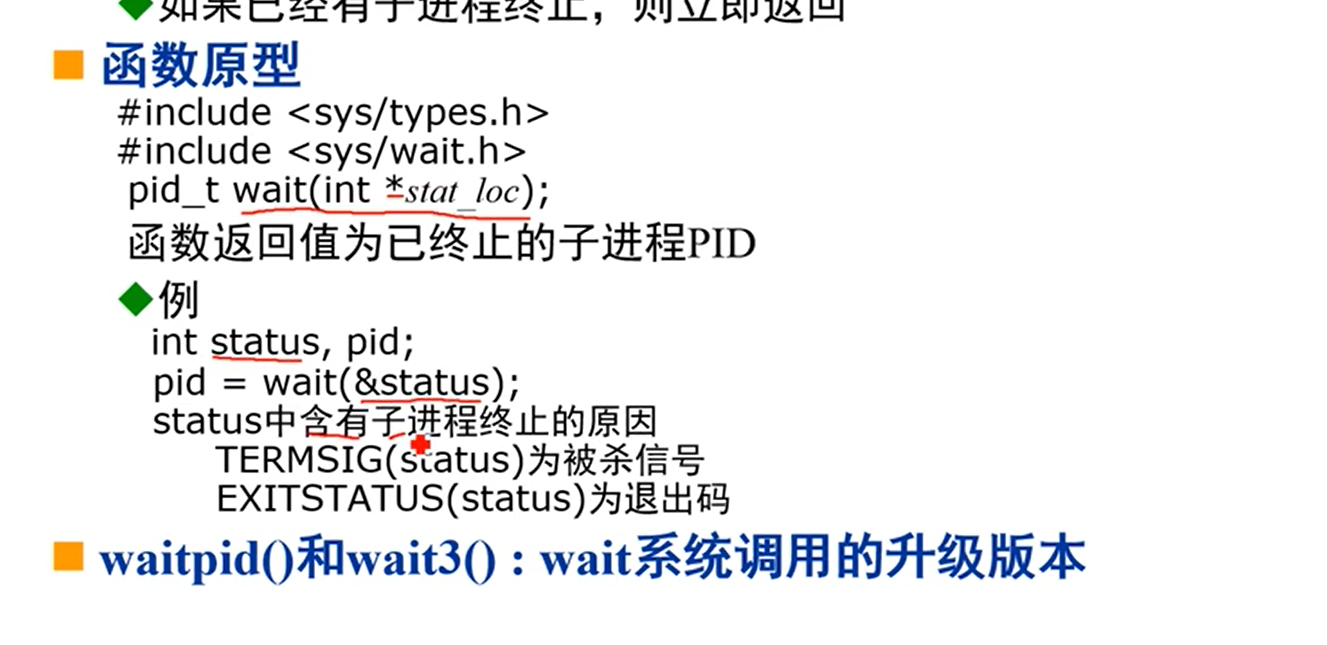 如果已经有子进程终止，则立即返回
函数原型
#include <sys/types.h>
#include <sys/wait.h>
pid_t wait(int *stat_loc);
函数返回值为已终止的子进程PID
例
int status, pid;
pid = wait(&status);
status中含有子进程终止的原因
TERMSIG(status)为被杀信号
EXITSTATUS(status)为退出码
waitpid()和wait3() : wait系统调用的升级版本